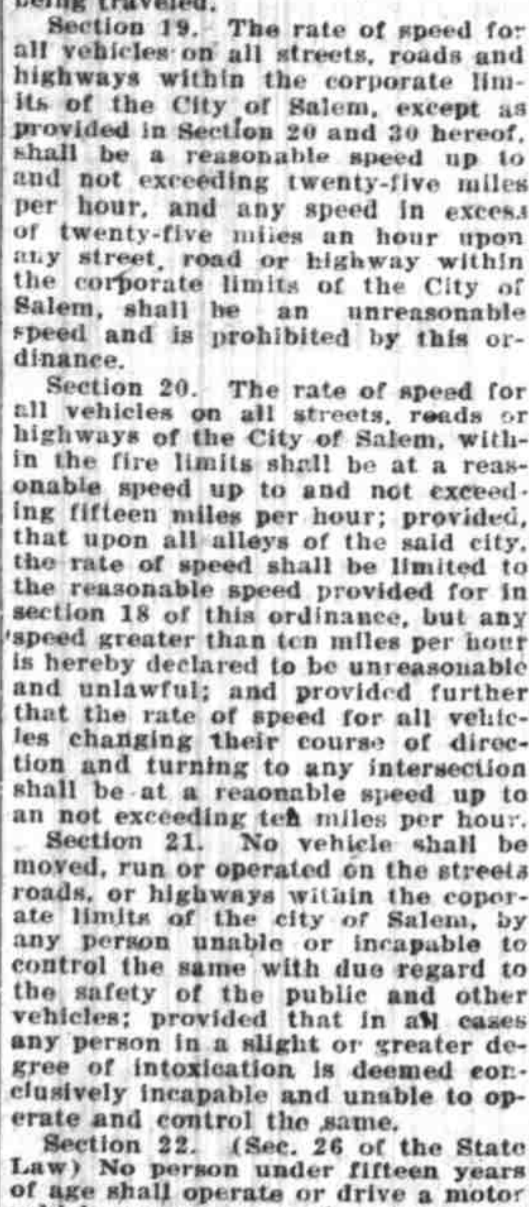 being traveled.
Section 19. The rate of speed for
all vehicles on all streets, roads and
highways within the corporate lim-
its of the City of Salem, except as
provided in Section 20 and 30 hereof,
shall be a reasonable speed up to
and not exceeding twenty-five miles
per hour, and any speed in excess
of twenty-five miles an hour upon
any street, road or highway within
the corporate limits of the City of
Salem, shall be an unreasonable
speed and is prohibited by this or-
dinance.
Section 20. The rate of speed for
all vehicles on all streets, roads or
highways of the City of Salem, with-
in the fire limits shall be at a reas-
onable speed up to and not exceed-
ing fifteen miles per hour; provided,
that upon all alleys of the said city,
the rate of speed shall be limited to
the reasonable speed provided for in
section 18 of this ordinance, but any
speed greater than ten miles per hour
is hereby declared to be unreasonable
and unlawful; and provided further
that the rate of speed for all vehic-
les changing their course of direc-
tion and turning to any intersection
shall be at a reaonable speed up to
an not exceeding ten miles per hour.
Section 21. No vehicle shall be
moved, run or operated on the streets
roads, or highways within the copor-
ate limits of the city of Salem, by
any person unable or incapable to
control the same with due regard to
the safety of the public and other
vehicles; provided that in all cases
any person in a slight or greater de-
gree of intoxication is deemed con-
clusively incapable and unable to op-
erate and control the same.
Section 22. (Sec. 26 of the State
Law) No person under fifteen years
of age shall operate or drive a motor